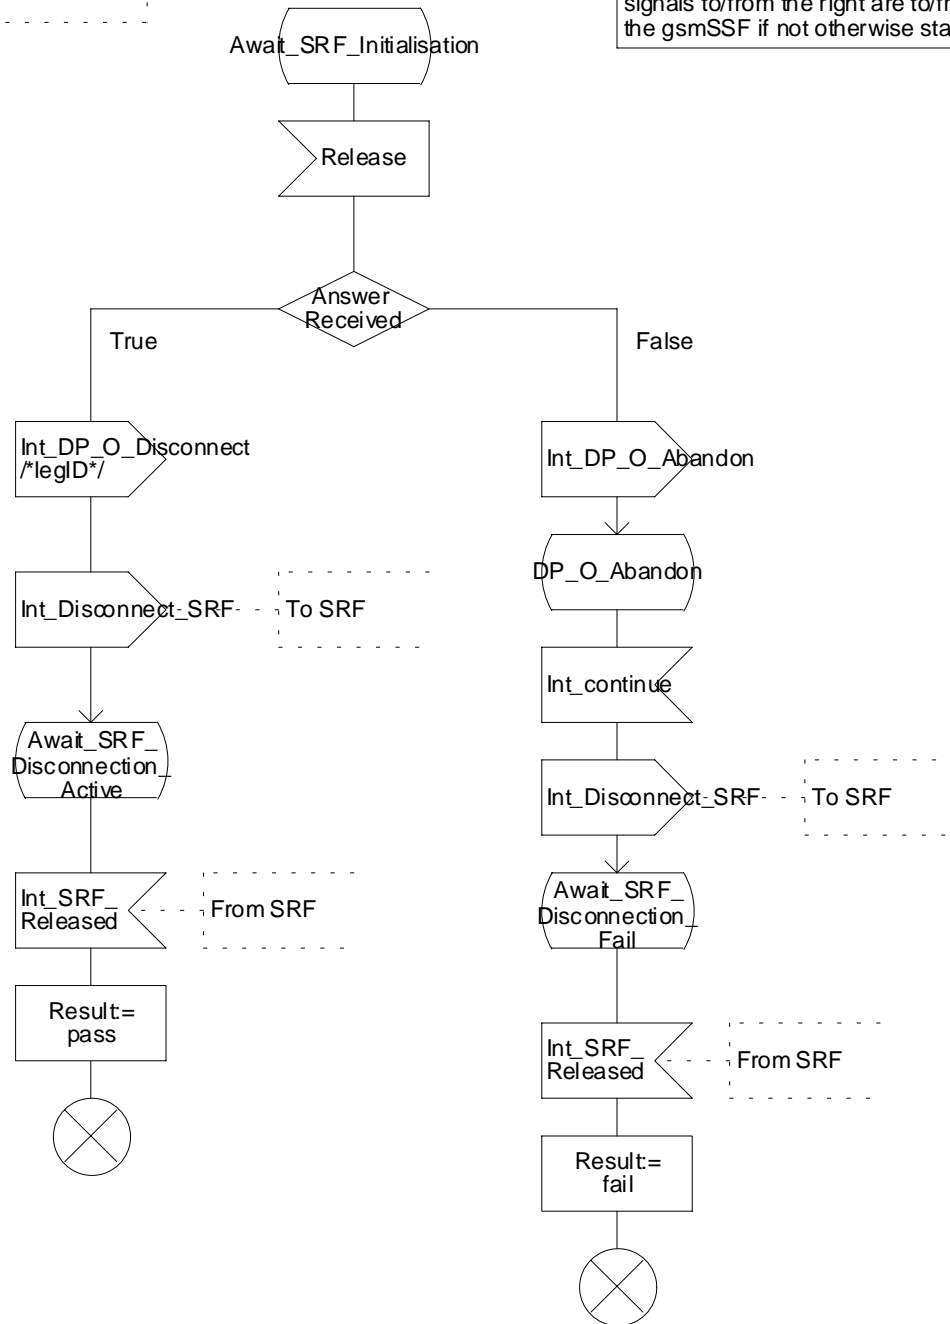 signals to/from the right are to/fr
the gsmSSF if not otherwise sta
Await_SRF_Initialisation
Release
Answer
Received
True
False
Int_DP_O_Disconnect
/*legID*/
Int_DP_O_Abandon
DP_O_Abandon
Int_Disconnect_SRF
To SRF
Int_continue
Await_SRF_
Disconnection_
Active
Int_Disconnect_SRF
To SRF
Int_SRF_
Released
From SRF
Await_SRF_
Disconnection_
Fail
Result:=
pass
Int_SRF_
Released
From SRF
Result:=
fail